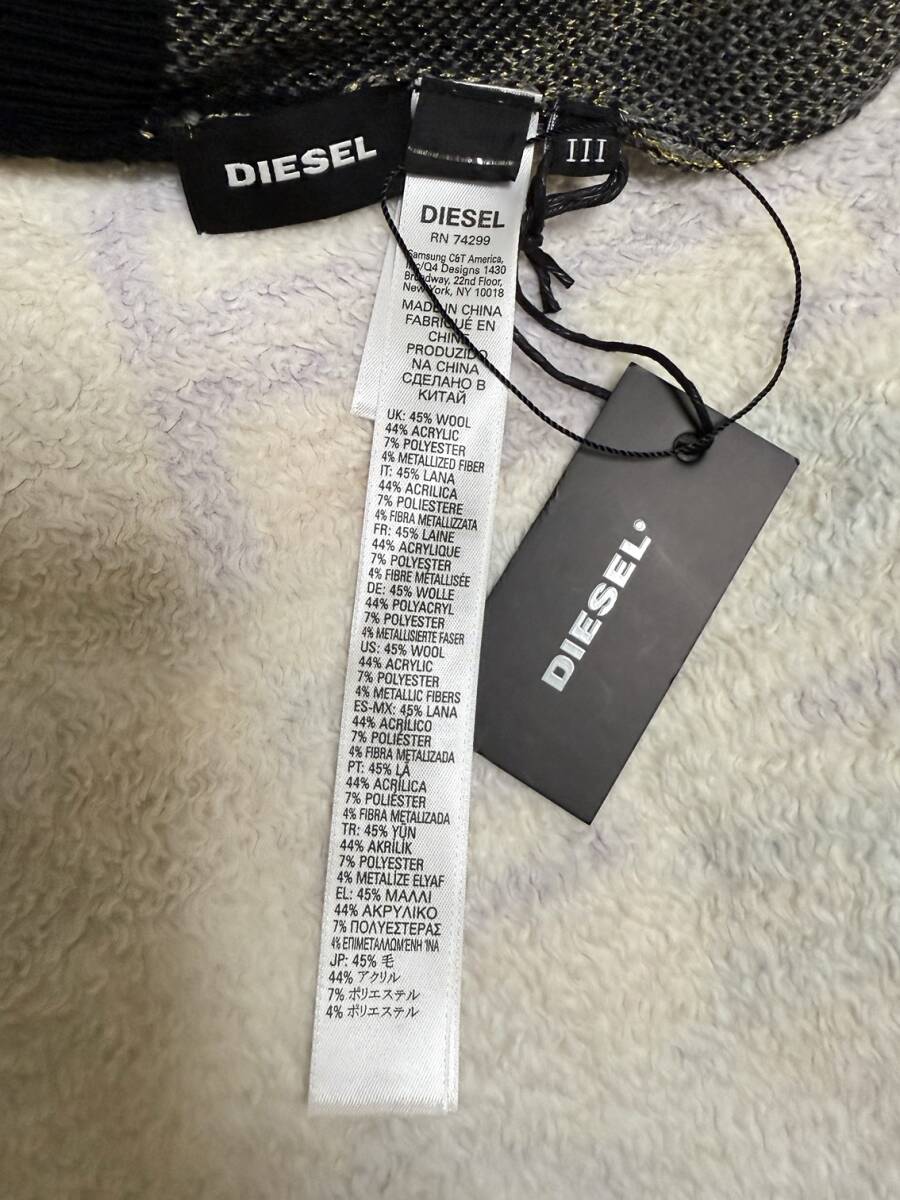 DIESEL
III
DIESEL
RN 74299
Samsung C&T America,
Inc/Q4 Designs 1430
Broadway, 22nd Floor,
New York, NY 10018
MADE IN CHINA
FABRIQUÉ EN
CHINE
PRODUZIDO
NA CHINA
СДЕЛАНО В
КИТАЙ
UK: 45% WOOL
44% ACRYLIC
7% POLYESTER
4% METALLIZED FIBER
IT: 45% LANA
44% ACRILICA
7% POLIESTERE
4% FIBRA METALLIZZATA
FR: 45% LAINE
44% ACRYLIQUE
7% POLYESTER
4% FIBRE MÉTALLISÉE
DE: 45% WOLLE
44% POLYACRYL
7% POLYESTER
4% METALLISIERTE FASER
US: 45% WOOL
44% ACRYLIC
7% POLYESTER
4% METALLIC FIBERS
ES-MX: 45% LANA
44% ACRÍLICO
7% POLIÉSTER
4% FIBRA METALIZADA
PT: 45% LÃ
44% ACRÍLICA
7% POLIÉSTER
4% FIBRA METALIZADA
TR: 45% YÜN
44% AKRİLİK
7% POLYESTER
4% METALİZE ELYAF
EL: 45% ΜΑΛΛΙ
44% ΑΚΡΥΛΙΚΟ
7% ΠΟΛΥΕΣΤΕΡΑΣ
4% ΕΠΙΜΕΤΑΛΛΩΜΈΝΗ ΊΝΑ
JP: 45% 毛
44% アクリル
7% ポリエステル
4% ポリエステル
DIESEL